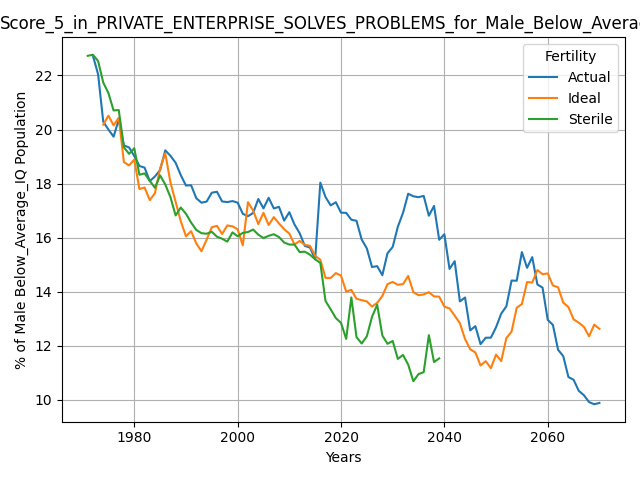 Score_5_in_PRIVATE_ENTERPRISE_SOLVES_PROBLEMS_for_Male_Below_Avera
% of Male Below_Average_IQ Population
22
20
18
16
14
12
10
Fertility
Actual
Ideal
Sterile
1980
2000
2020
2040
2060
Years